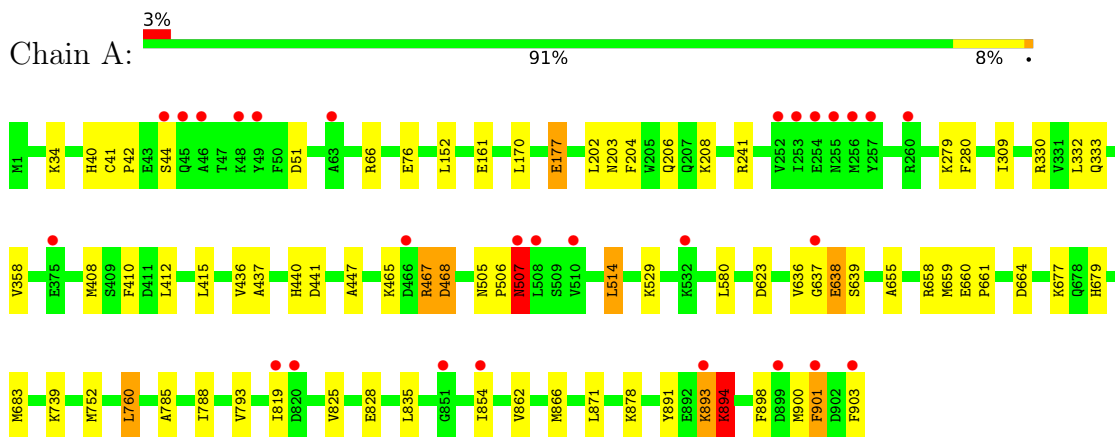 3%
Chain A:
91% 8% •
M1 K34 H40 C41 P42 E43 S44 Q45 A46 T47 K48 Y49 F50 D51 A63 R66 E76 L152 E161 L170 E177 L202 N203 F204 W205 Q206 Q207 K208 R241 V252 I253 E254 N255 M256 Y257 R260 K279 F280 I309 R330 V331 L332 Q333
V358 E375 M408 S409 F410 D411 L412 L415 V436 A437 H440 D441 A447 K465 D466 R467 D468 N505 P506 N507 L508 S509 V510 L514 K529 K532 L580 D623 V636 G637 E638 S639 A655 R658 M659 E660 P661 D664 K677 Q678 H679
M683 K739 M752 L760 A785 I788 V793 I819 D820 V825 E828 L835 G851 I854 V862 M866 L871 K878 Y891 E892 K893 K894 F898 D899 M900 F901 D902 F903